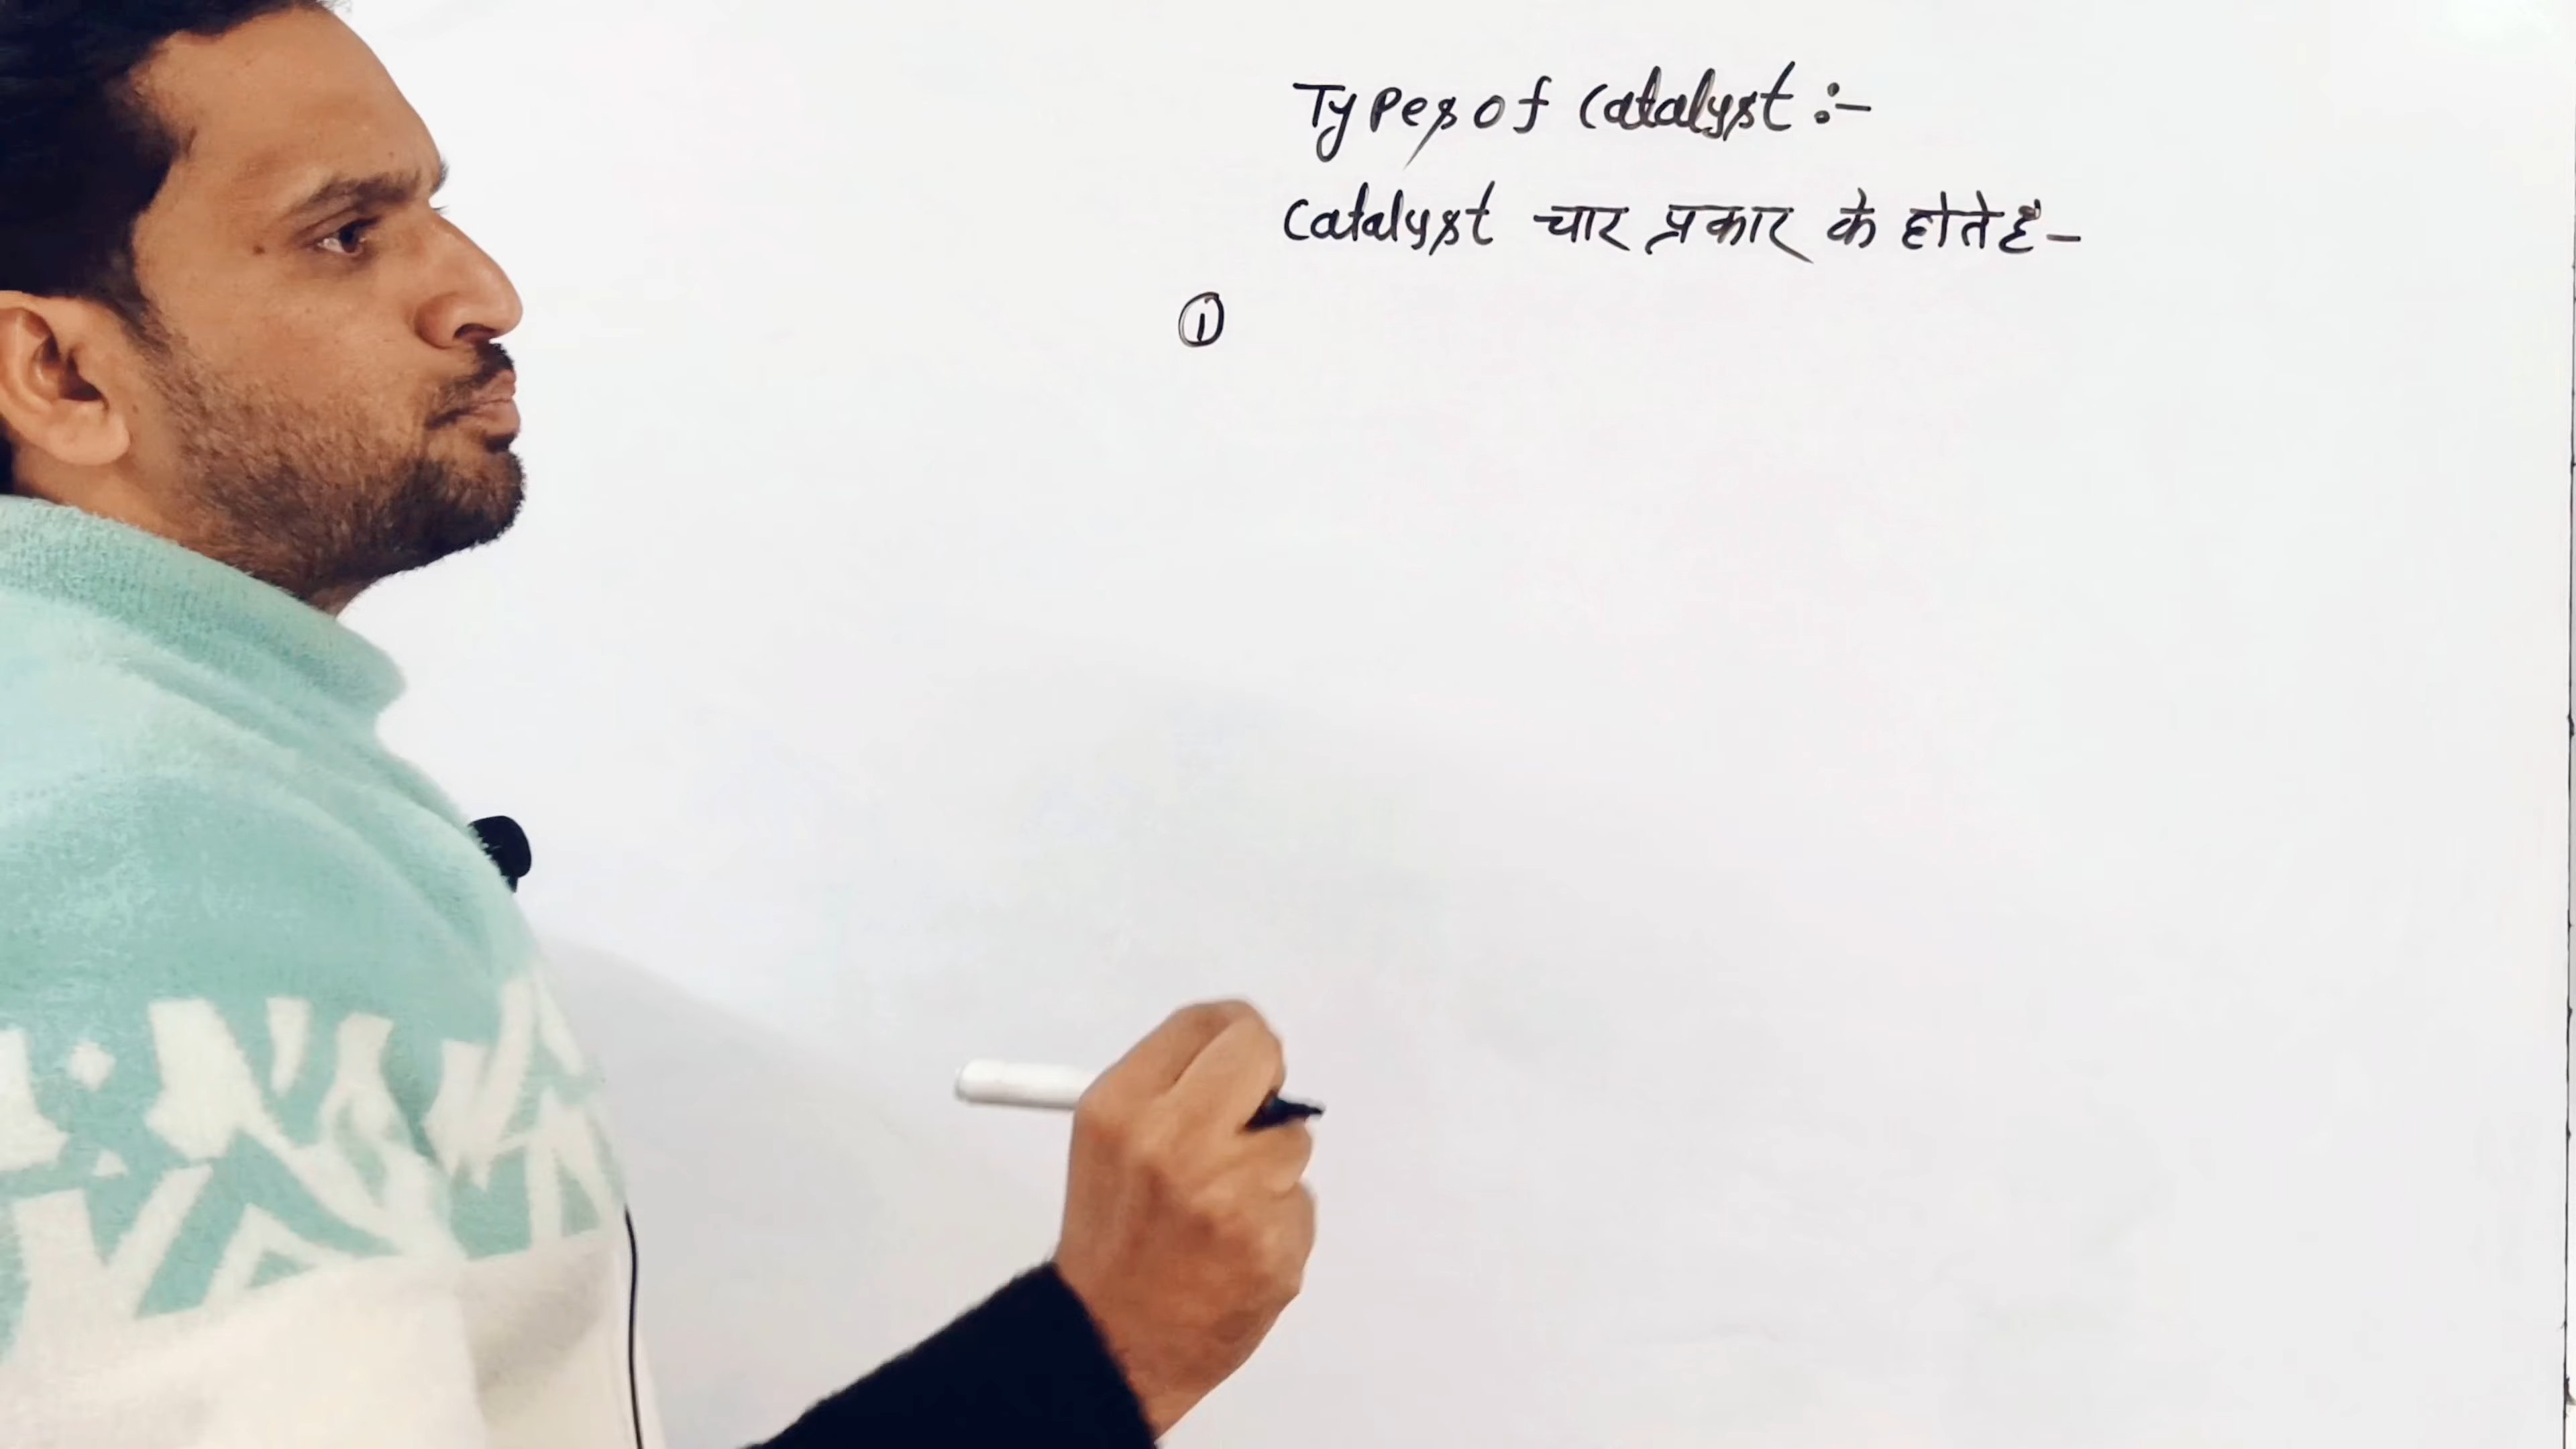 Types of Catalyst :-
Catalyst चार प्रकार के होते है -
①